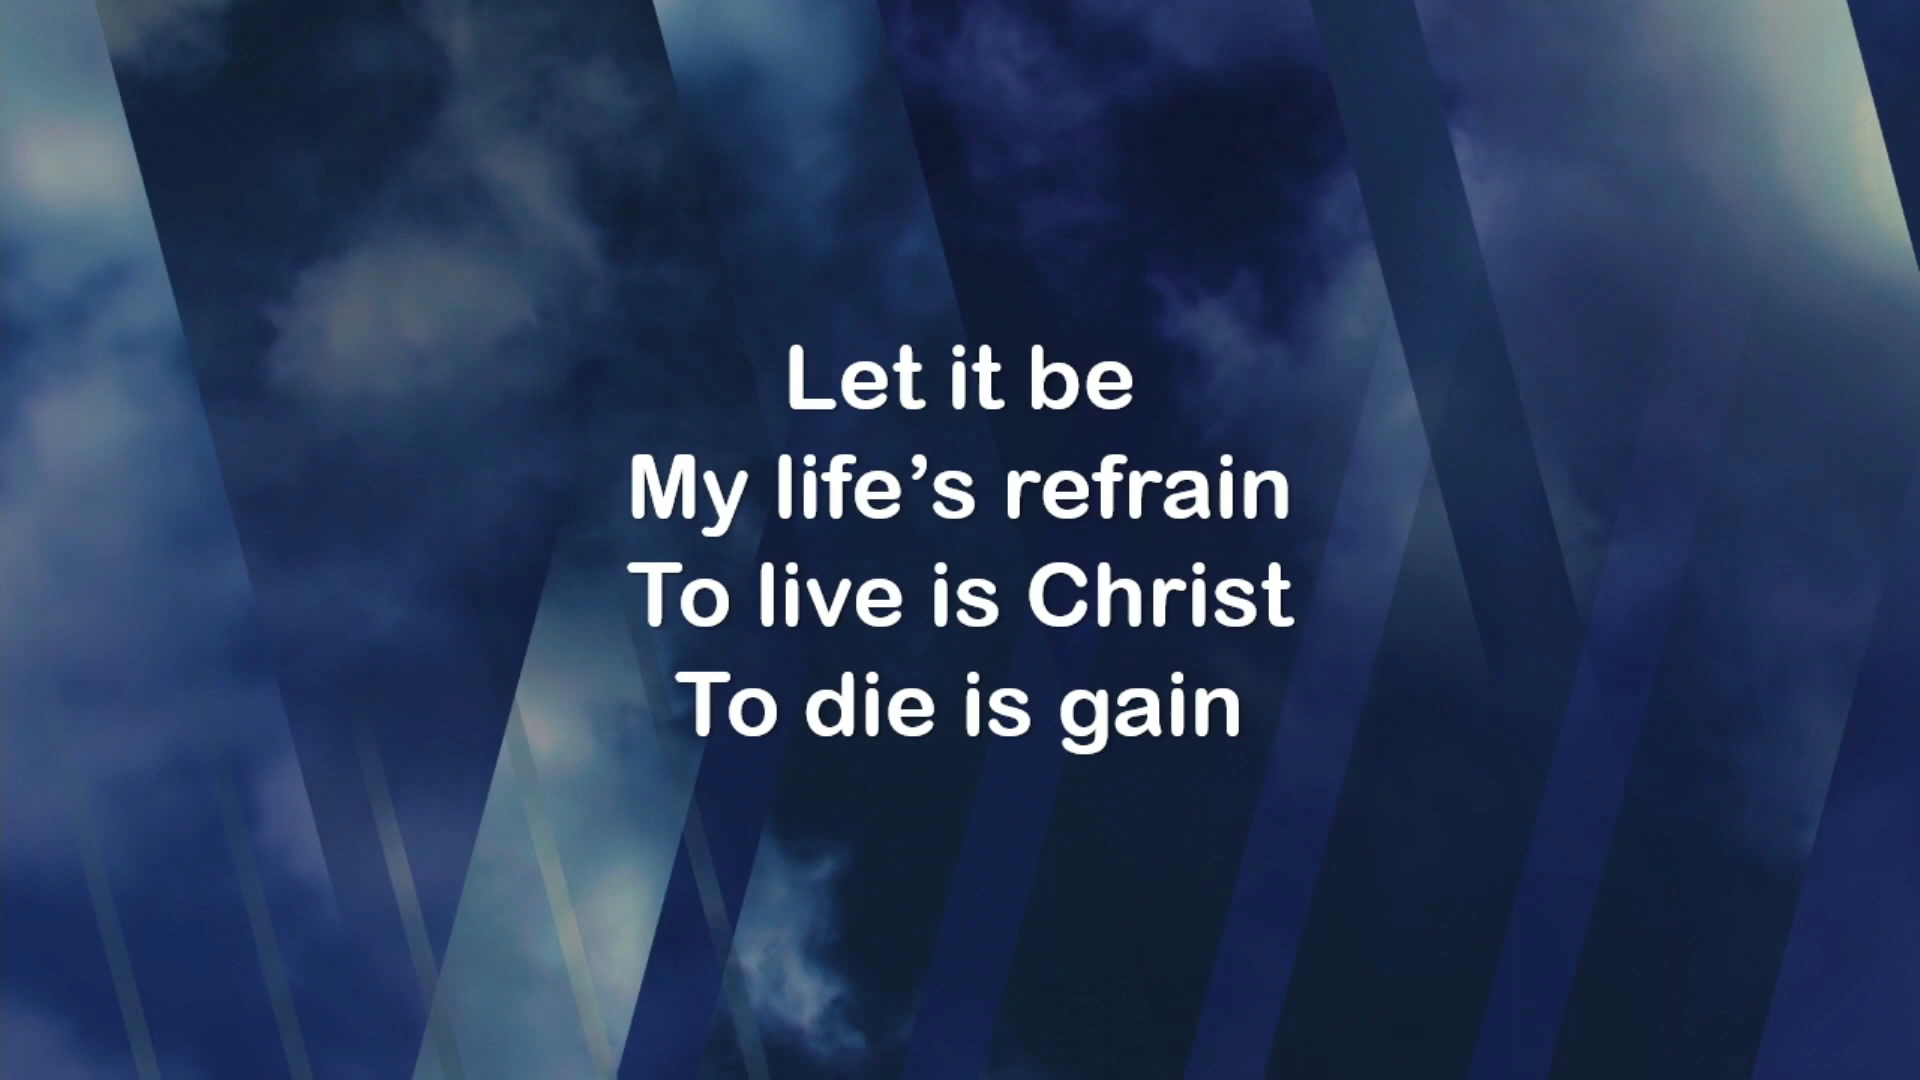 Let it be
My life’s refrain
To live is Christ
To die is gain